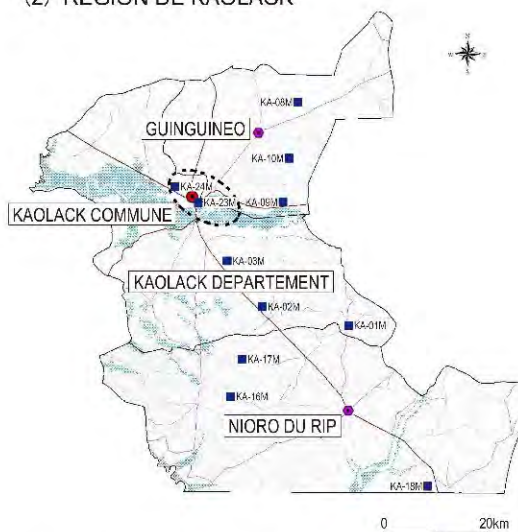 (2) REGION DE KAOLACK
N
W E
S
KA-08M
GUINGUINEO
KA-10M
KA-24M
KA-23M
KA-09M
KAOLACK COMMUNE
KA-03M
KAOLACK DEPARTEMENT
KA-02M
KA-01M
KA-17M
KA-16M
NIORO DU RIP
KA-18M
0 20km